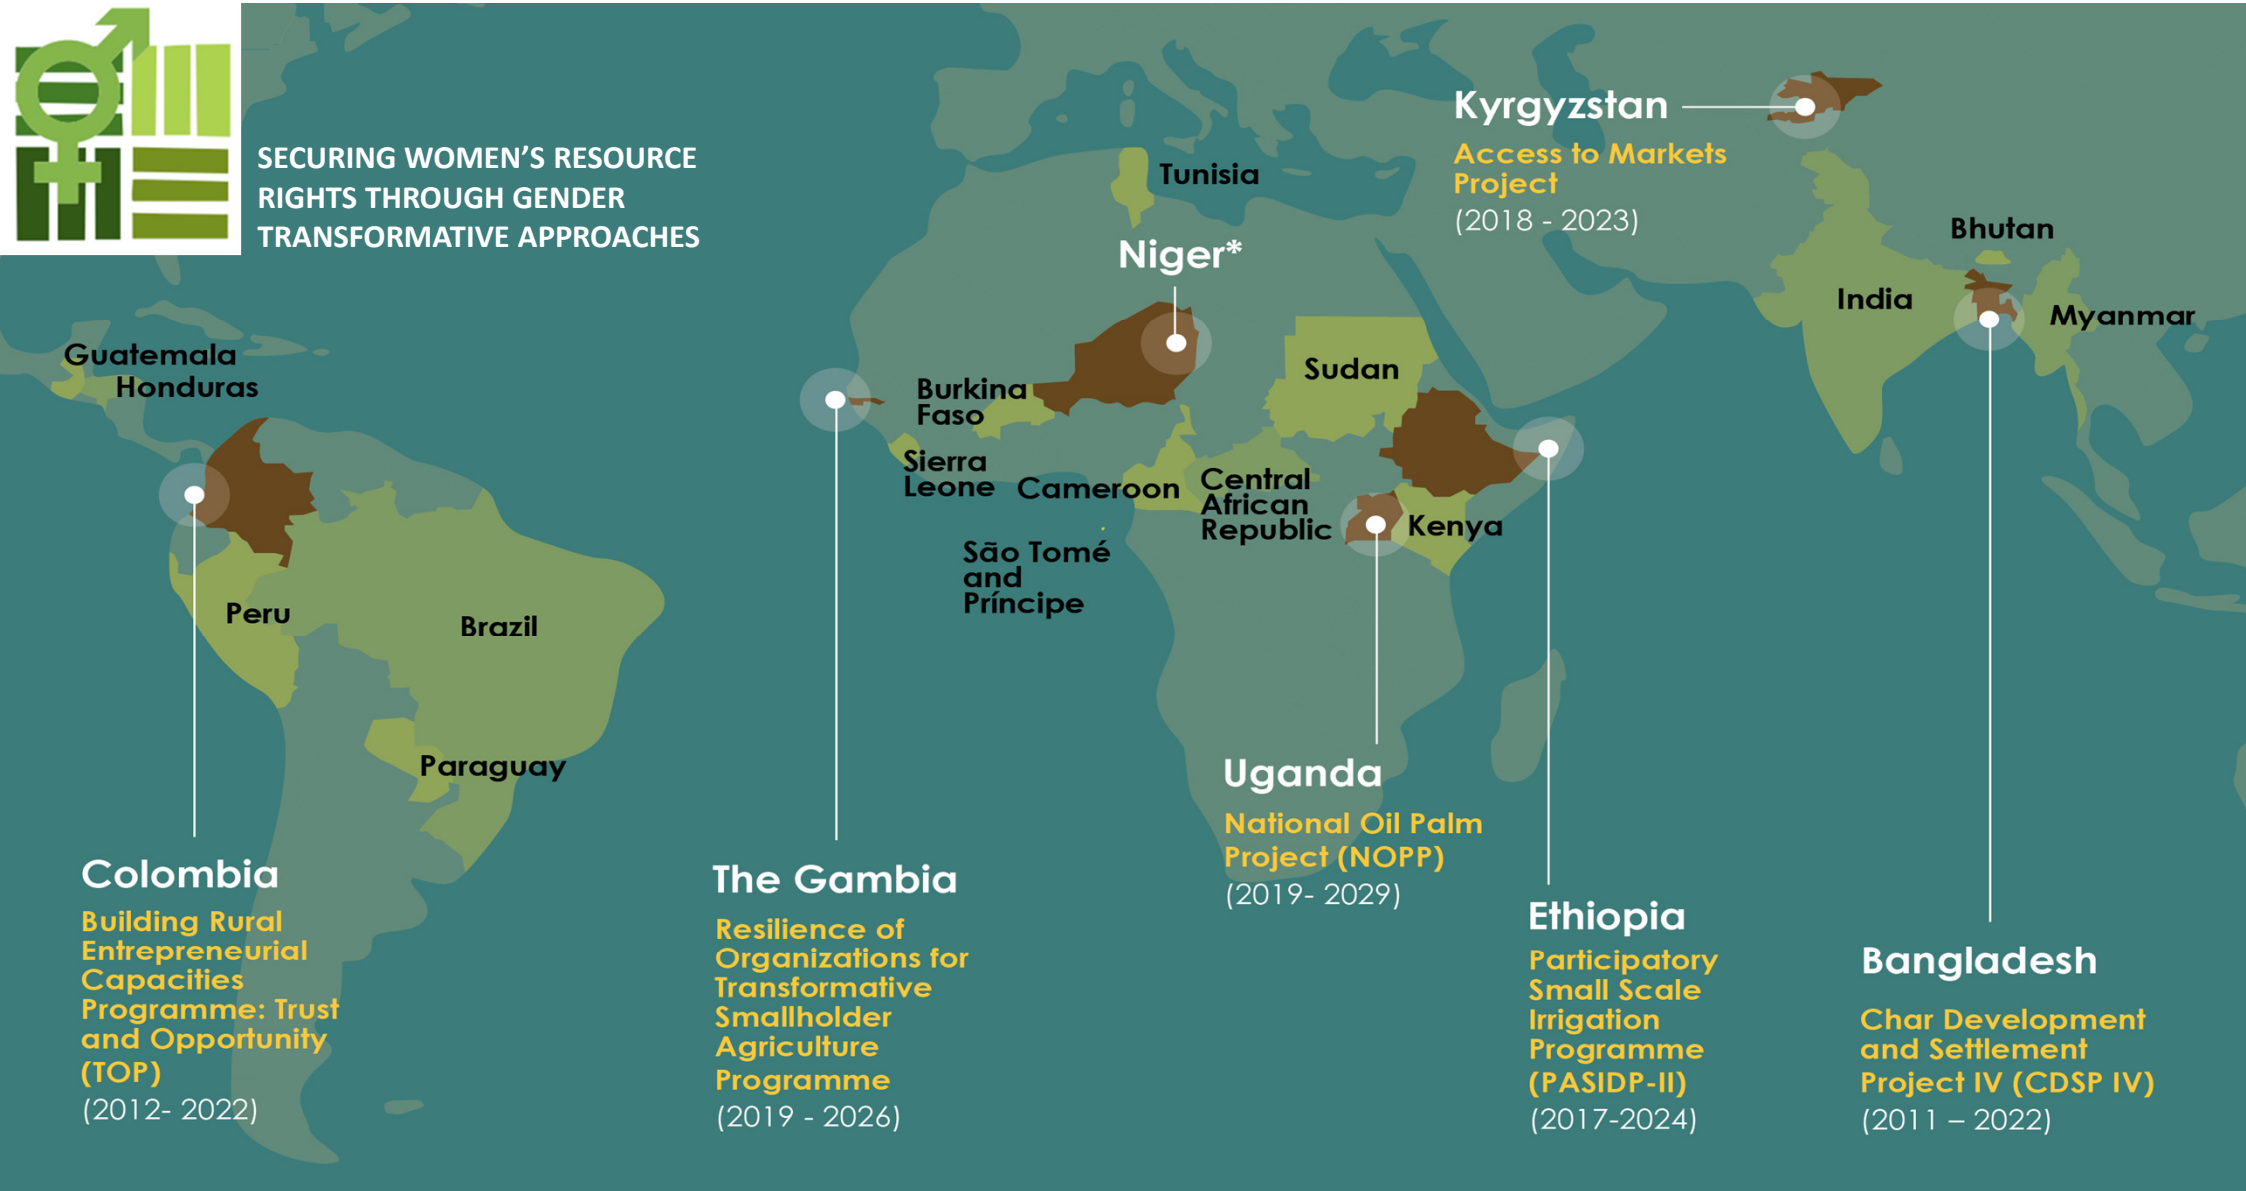 SECURING WOMEN’S RESOURCE
RIGHTS THROUGH GENDER
TRANSFORMATIVE APPROACHES
Kyrgyzstan
Access to Markets
Project
(2018 - 2023)
Tunisia
Niger*
Bhutan
India
Myanmar
Guatemala
Honduras
Burkina
Faso
Sudan
Sierra
Leone
Cameroon
Central
African
Republic
Kenya
São Tomé
and
Príncipe
Peru
Brazil
Paraguay
Uganda
National Oil Palm
Project (NOPP)
(2019- 2029)
Colombia
Building Rural
Entrepreneurial
Capacities
Programme: Trust
and Opportunity
(TOP)
(2012- 2022)
The Gambia
Resilience of
Organizations for
Transformative
Smallholder
Agriculture
Programme
(2019 - 2026)
Ethiopia
Participatory
Small Scale
Irrigation
Programme
(PASIDP-II)
(2017-2024)
Bangladesh
Char Development
and Settlement
Project IV (CDSP IV)
(2011 – 2022)